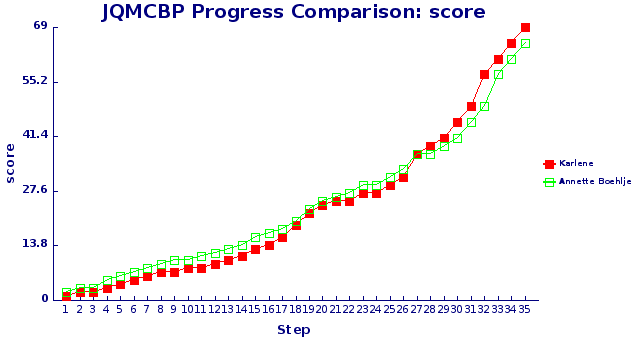 JQMCBP Progress Comparison: score
69
55.2
41.4
27.6
13.8
0
score
1 2 3 4 5 6 7 8 9 10 11 12 13 14 15 16 17 18 19 20 21 22 23 24 25 26 27 28 29 30 31 32 33 34 35
Step
Karlene
Annette Boehlje